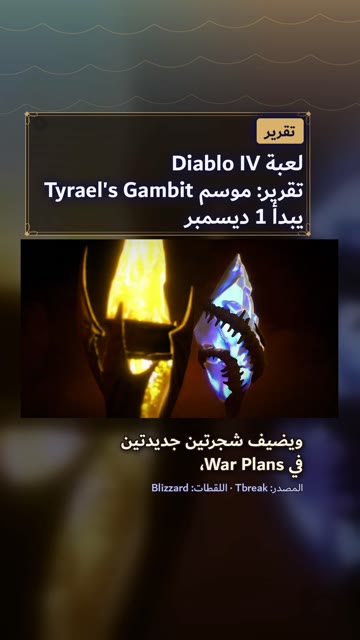 تقرير
لعبة Diablo IV
تقرير: موسم Tyrael's Gambit
يبدأ 1 ديسمبر
ويضيف شجرتين جديدتين
في War Plans،
المصدر: Tbreak · اللقطات: Blizzard